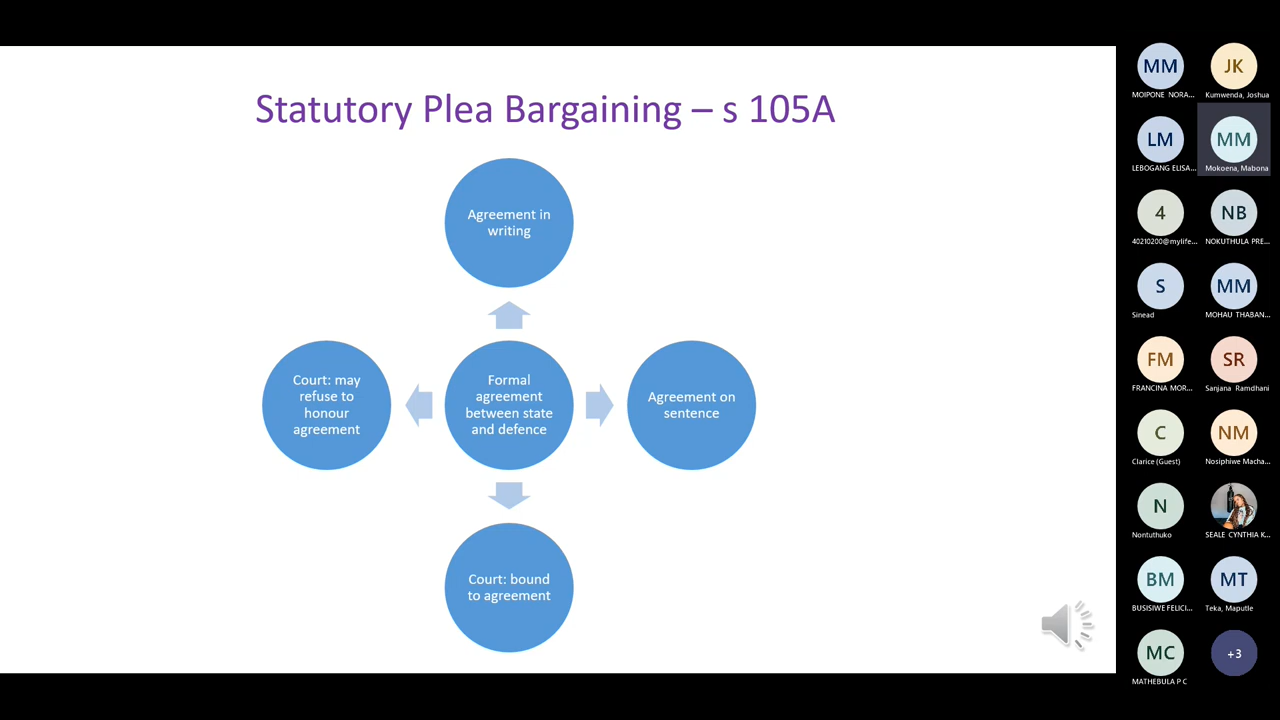 Statutory Plea Bargaining – s 105A
Agreement in
writing
Court: may
refuse to
honour
agreement
Formal
agreement
between state
and defence
Agreement on
sentence
Court: bound
to agreement
MM
MOIPONE NORA...
JK
Kumwenda, Joshua
LM
LEBOGANG ELISA...
MM
Mokoena, Mabona
4
40210200@mylife...
NB
NOKUTHULA PRE...
S
Sinead
MM
MOHAU THABAN...
FM
FRANCINA MOR...
SR
Sanjana Ramdhani
C
Clarice (Guest)
NM
Nosiphiwe Macha...
N
Nontuthuko
SEALE CYNTHIA K...
BM
BUSISIWE FELICI...
MT
Teka, Maputle
MC
MATHEBULA P C
+3